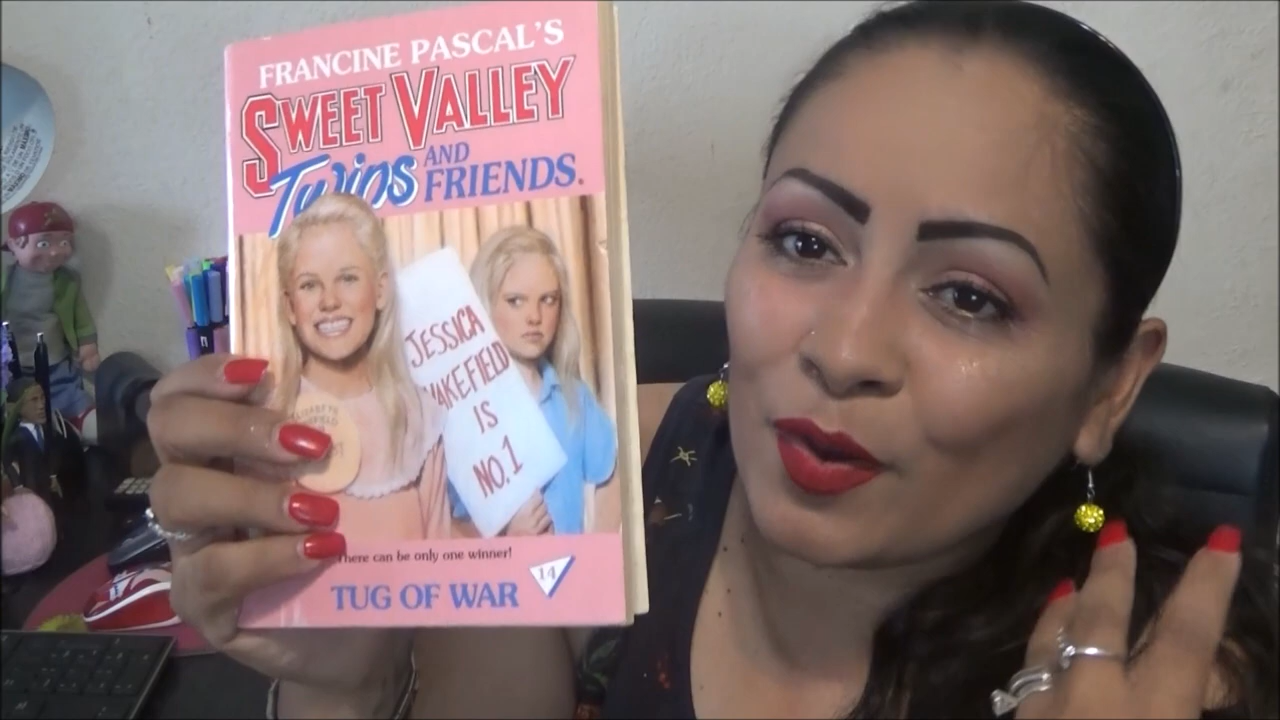 FRANCINE PASCAL'S
SWEET VALLEY
Twins AND
FRIENDS.
JESSICA
WAKEFIELD
IS
NO.1
There can be only one winner!
TUG OF WAR 14